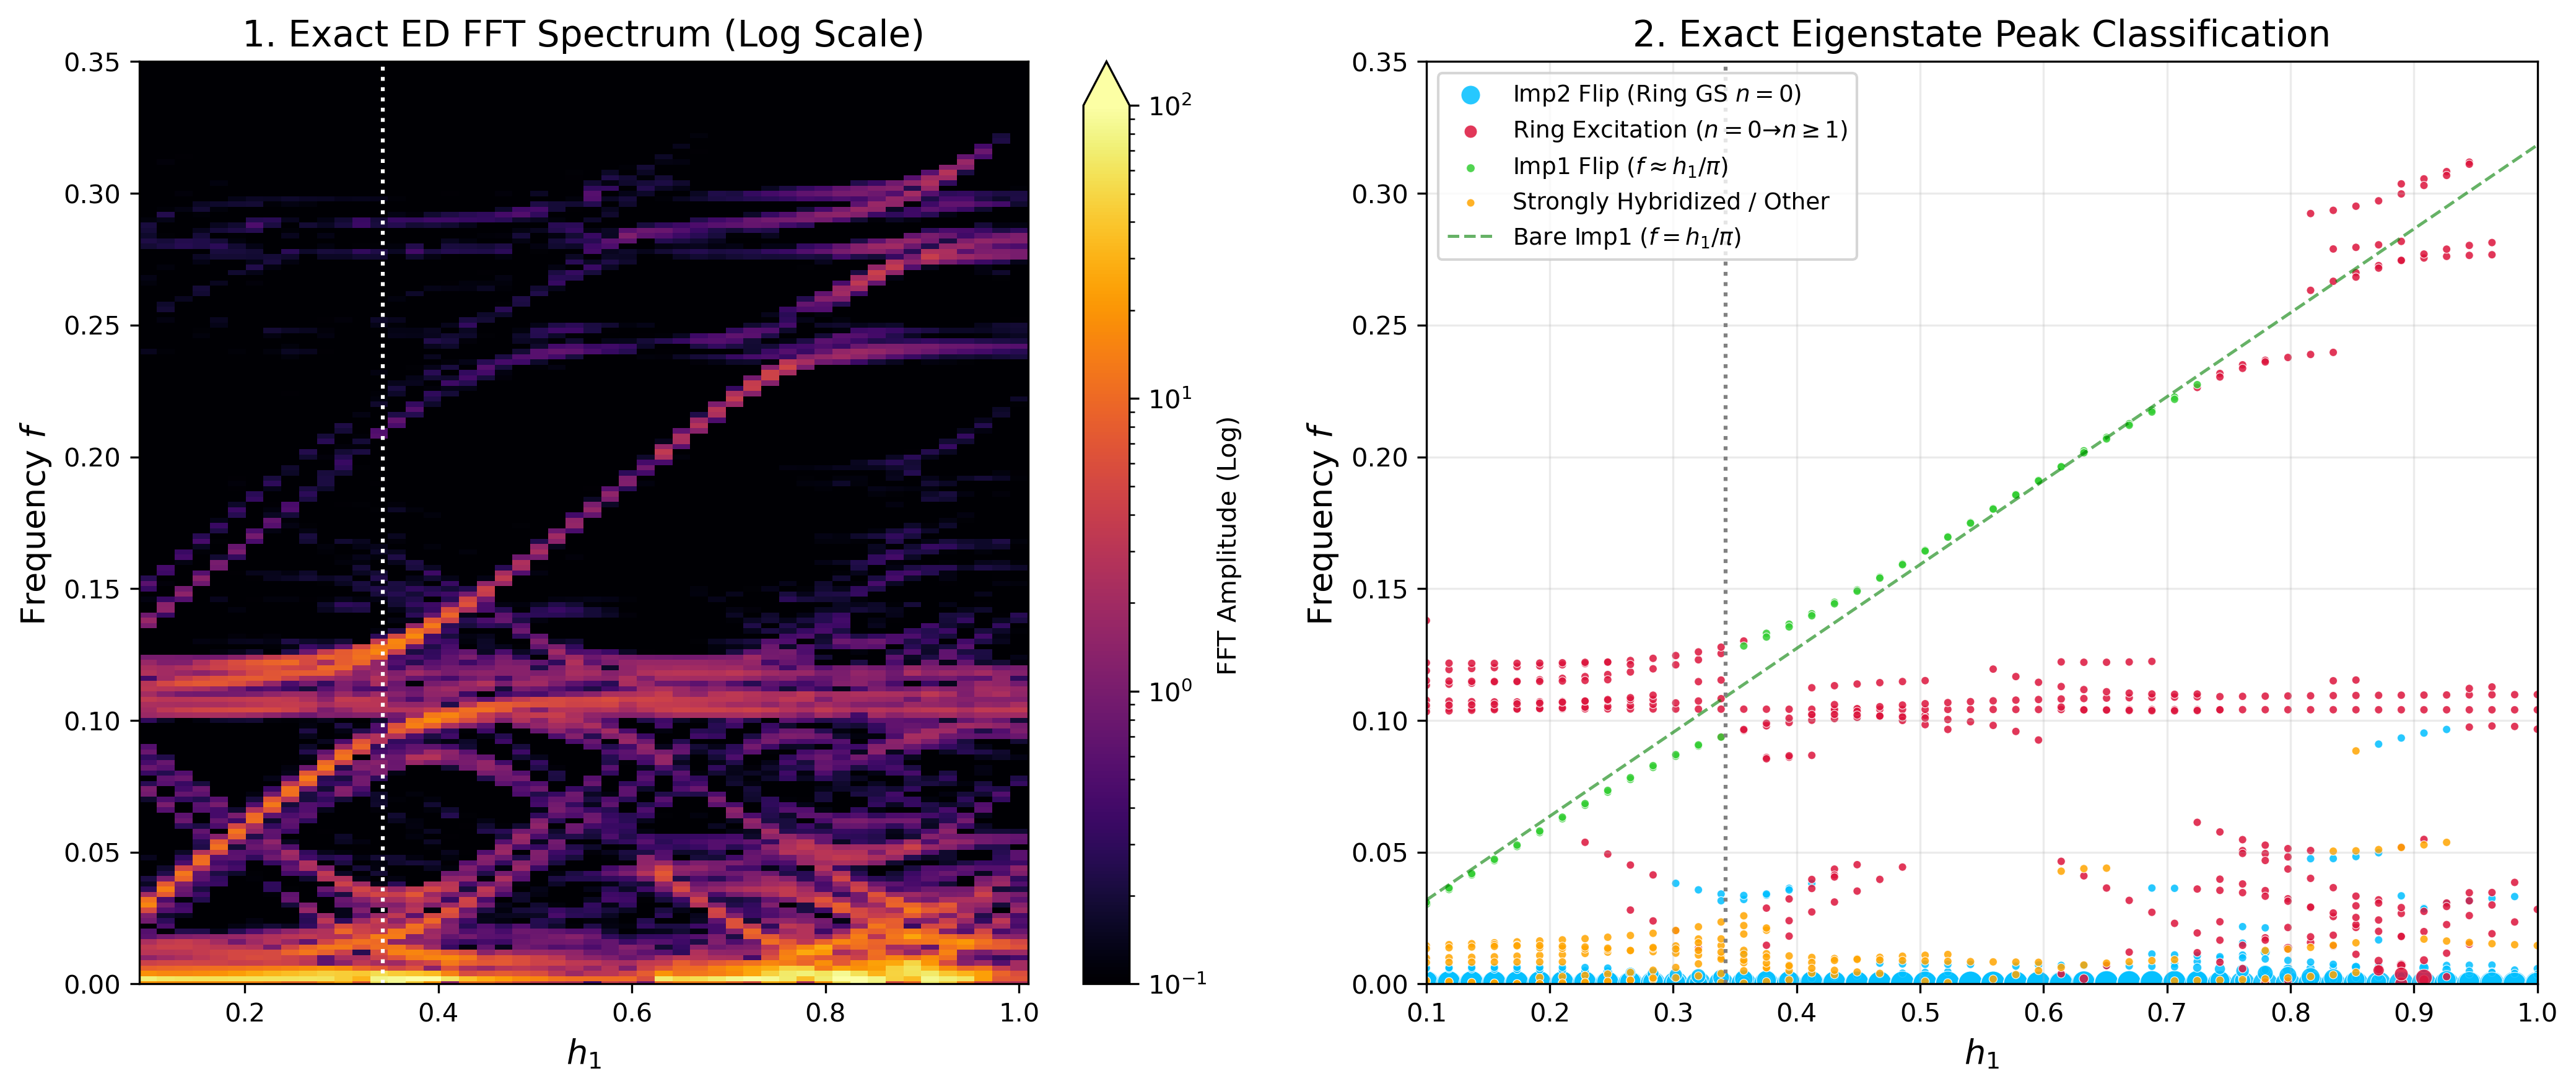 1. Exact ED FFT Spectrum (Log Scale)
Frequency f
0.35
0.30
0.25
0.20
0.15
0.10
0.05
0.00
0.2
0.4
0.6
0.8
1.0
h₁
10²
10¹
10⁰
10⁻¹
FFT Amplitude (Log)
2. Exact Eigenstate Peak Classification
Imp2 Flip (Ring GS n = 0)
Ring Excitation (n = 0→n ≥ 1)
Imp1 Flip (f ≈ h₁/π)
Strongly Hybridized / Other
Bare Imp1 (f = h₁/π)
Frequency f
0.35
0.30
0.25
0.20
0.15
0.10
0.05
0.00
0.1
0.2
0.3
0.4
0.5
0.6
0.7
0.8
0.9
1.0
h₁